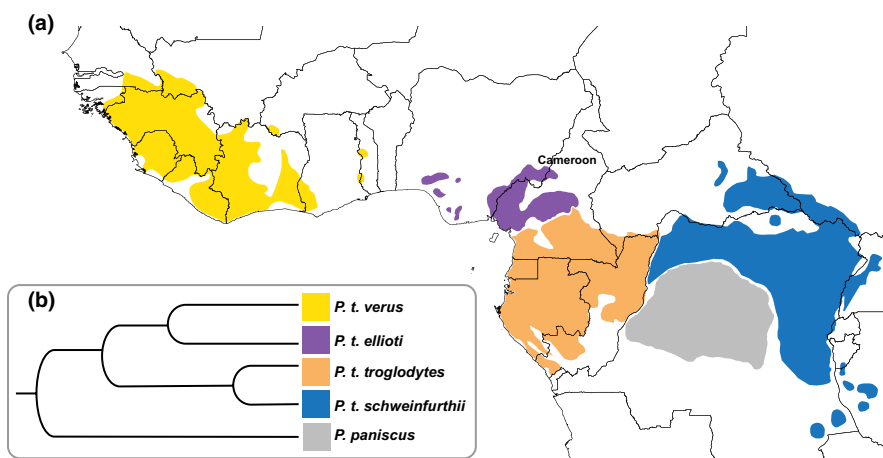 (a)
Cameroon
(b)
P. t. verus
P. t. ellioti
P. t. troglodytes
P. t. schweinfurthii
P. paniscus